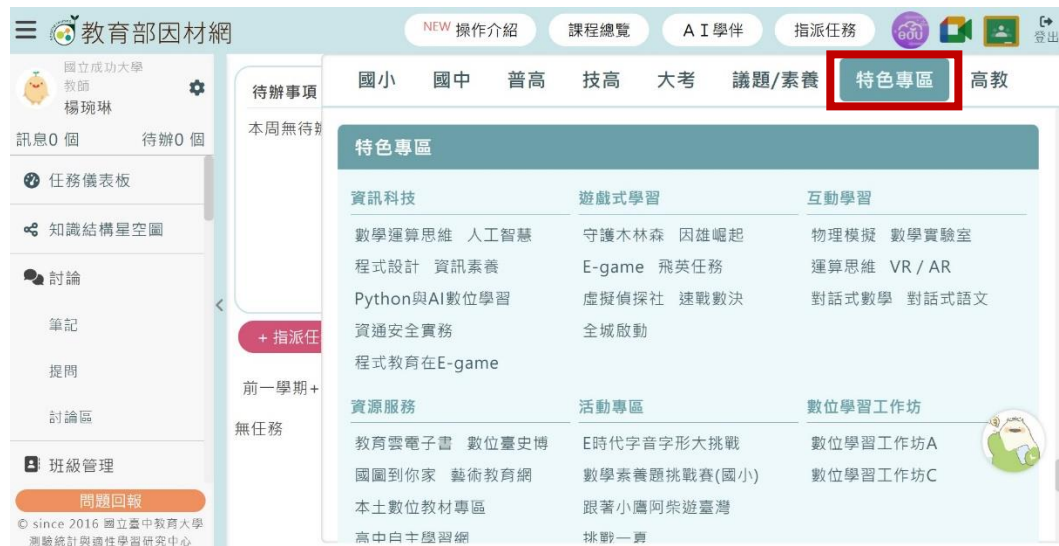 教育部因材網
NEW 操作介紹 課程總覽 AI學伴 指派任務 登出
國立成功大學
教師
楊琬琳
訊息0 個 待辦0 個
任務儀表板
知識結構星空圖
討論
筆記
提問
討論區
班級管理
問題回報
© since 2016 國立臺中教育大學
測驗統計與適性學習研究中心
待辦事項
本周無待辦
+ 指派任
前一學期+
無任務
國小 國中 普高 技高 大考 議題/素養 特色專區 高教
特色專區
資訊科技
數學運算思維 人工智慧
程式設計 資訊素養
Python與AI數位學習
資通安全實務
程式教育在E-game
遊戲式學習
守護木林森 因雄崛起
E-game 飛英任務
虛擬偵探社 速戰數決
全城啟動
互動學習
物理模擬 數學實驗室
運算思維 VR / AR
對話式數學 對話式語文
資源服務
教育雲電子書 數位臺史博
國圖到你家 藝術教育網
本土數位教材專區
高中自主學習網
活動專區
E時代字音字形大挑戰
數學素養題挑戰賽(國小)
跟著小鷹阿柴遊臺灣
挑戰一夏
數位學習工作坊
數位學習工作坊A
數位學習工作坊C